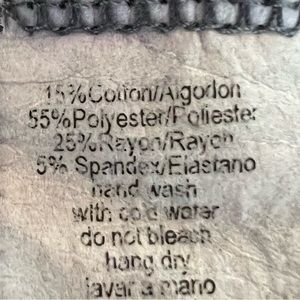 15%Cotton/Algodon
55%Polyester/Poliester
25%Rayon/Rayon
5% Spandex/Elastano
hand wash
with cold water
do not bleach
hang dry
lavar a mano